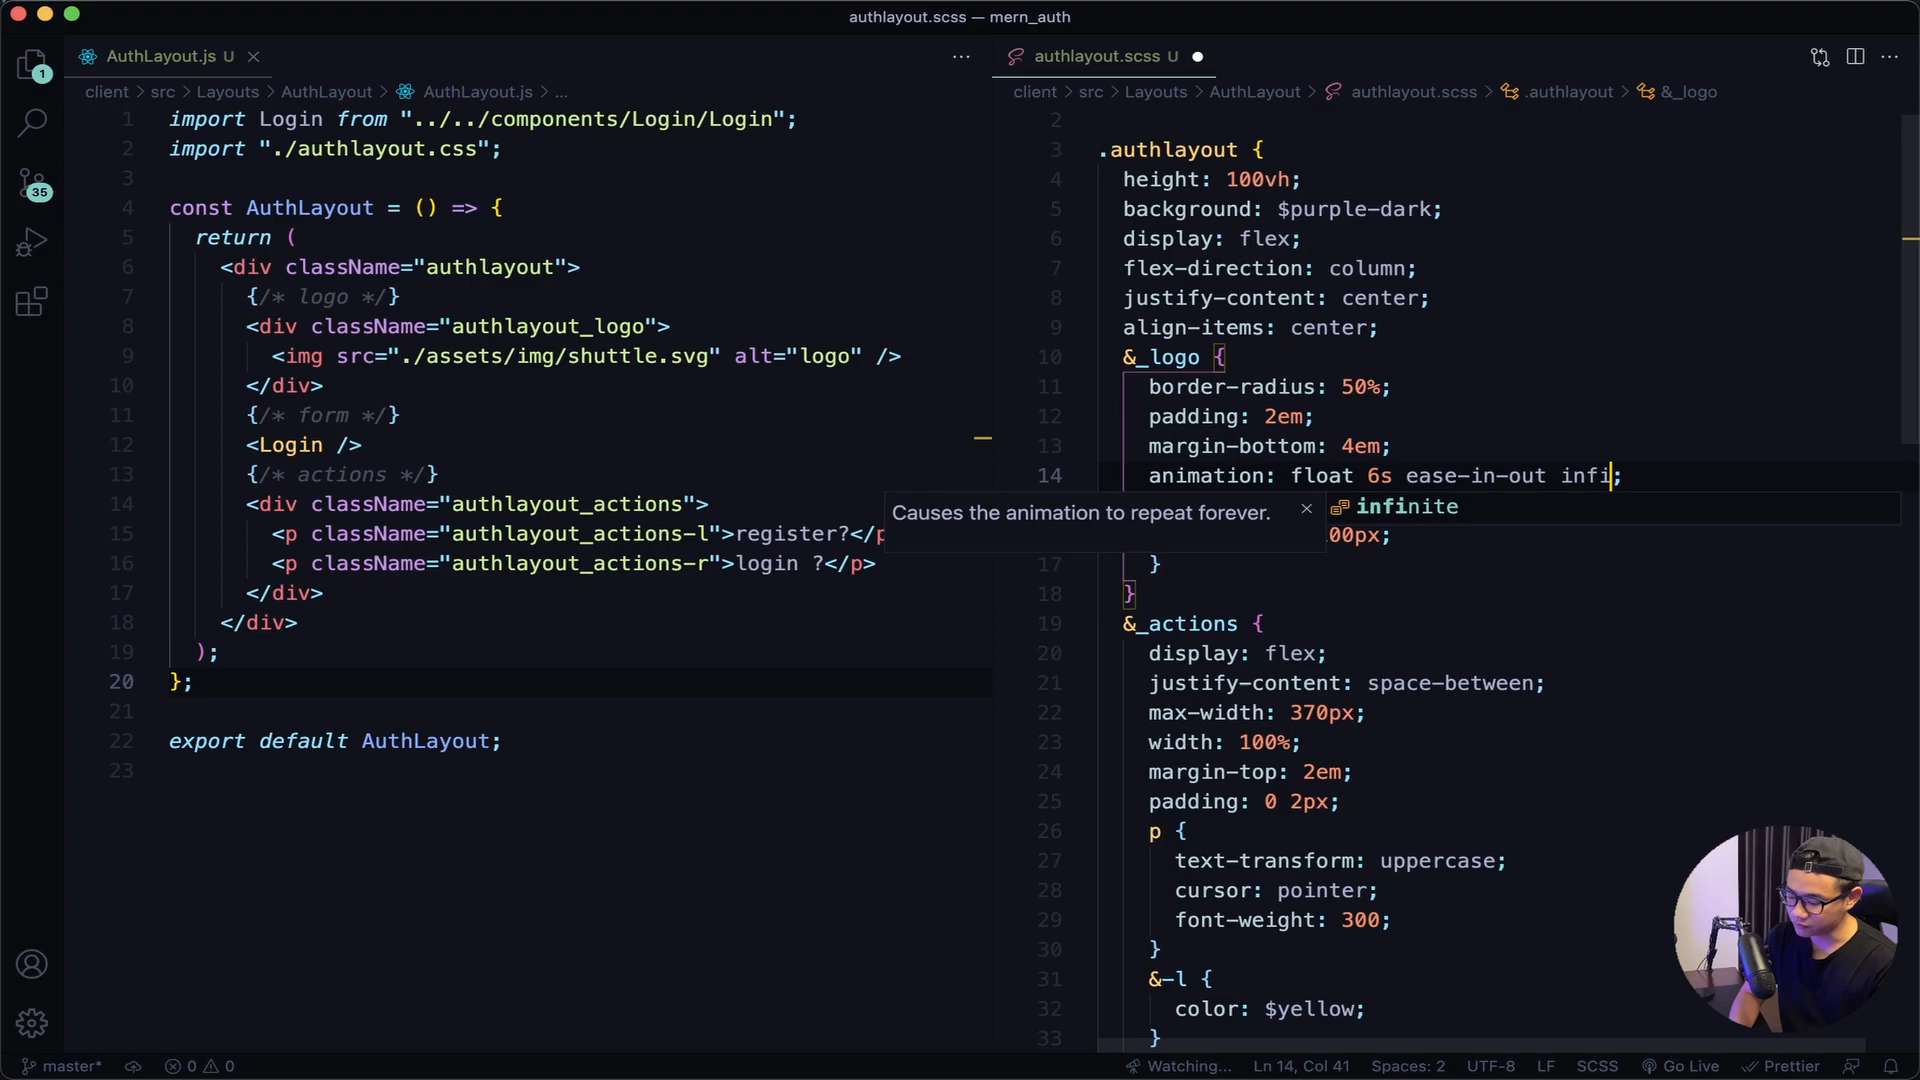 authlayout.scss — mern_auth
AuthLayout.js U
authlayout.scss U
client > src > Layouts > AuthLayout > AuthLayout.js > ...
client > src > Layouts > AuthLayout > authlayout.scss > .authlayout > &_logo
1
35
1 import Login from "../../components/Login/Login";
2 import "./authlayout.css";
3
4 const AuthLayout = () => {
5 return (
6 <div className="authlayout">
7 {/* logo */}
8 <div className="authlayout_logo">
9 <img src="./assets/img/shuttle.svg" alt="logo" />
10 </div>
11 {/* form */}
12 <Login />
13 {/* actions */}
14 <div className="authlayout_actions">
15 <p className="authlayout_actions-l">register?</p
16 <p className="authlayout_actions-r">login ?</p>
17 </div>
18 </div>
19 );
20 };
21
22 export default AuthLayout;
23
2
3 .authlayout {
4 height: 100vh;
5 background: $purple-dark;
6 display: flex;
7 flex-direction: column;
8 justify-content: center;
9 align-items: center;
10 &_logo {
11 border-radius: 50%;
12 padding: 2em;
13 margin-bottom: 4em;
14 animation: float 6s ease-in-out infi;
Causes the animation to repeat forever.
infinite
00px;
17 }
18 }
19 &_actions {
20 display: flex;
21 justify-content: space-between;
22 max-width: 370px;
23 width: 100%;
24 margin-top: 2em;
25 padding: 0 2px;
26 p {
27 text-transform: uppercase;
28 cursor: pointer;
29 font-weight: 300;
30 }
31 &-l {
32 color: $yellow;
33 }
master* 0 0 Watching... Ln 14, Col 41 Spaces: 2 UTF-8 LF SCSS Go Live Prettier